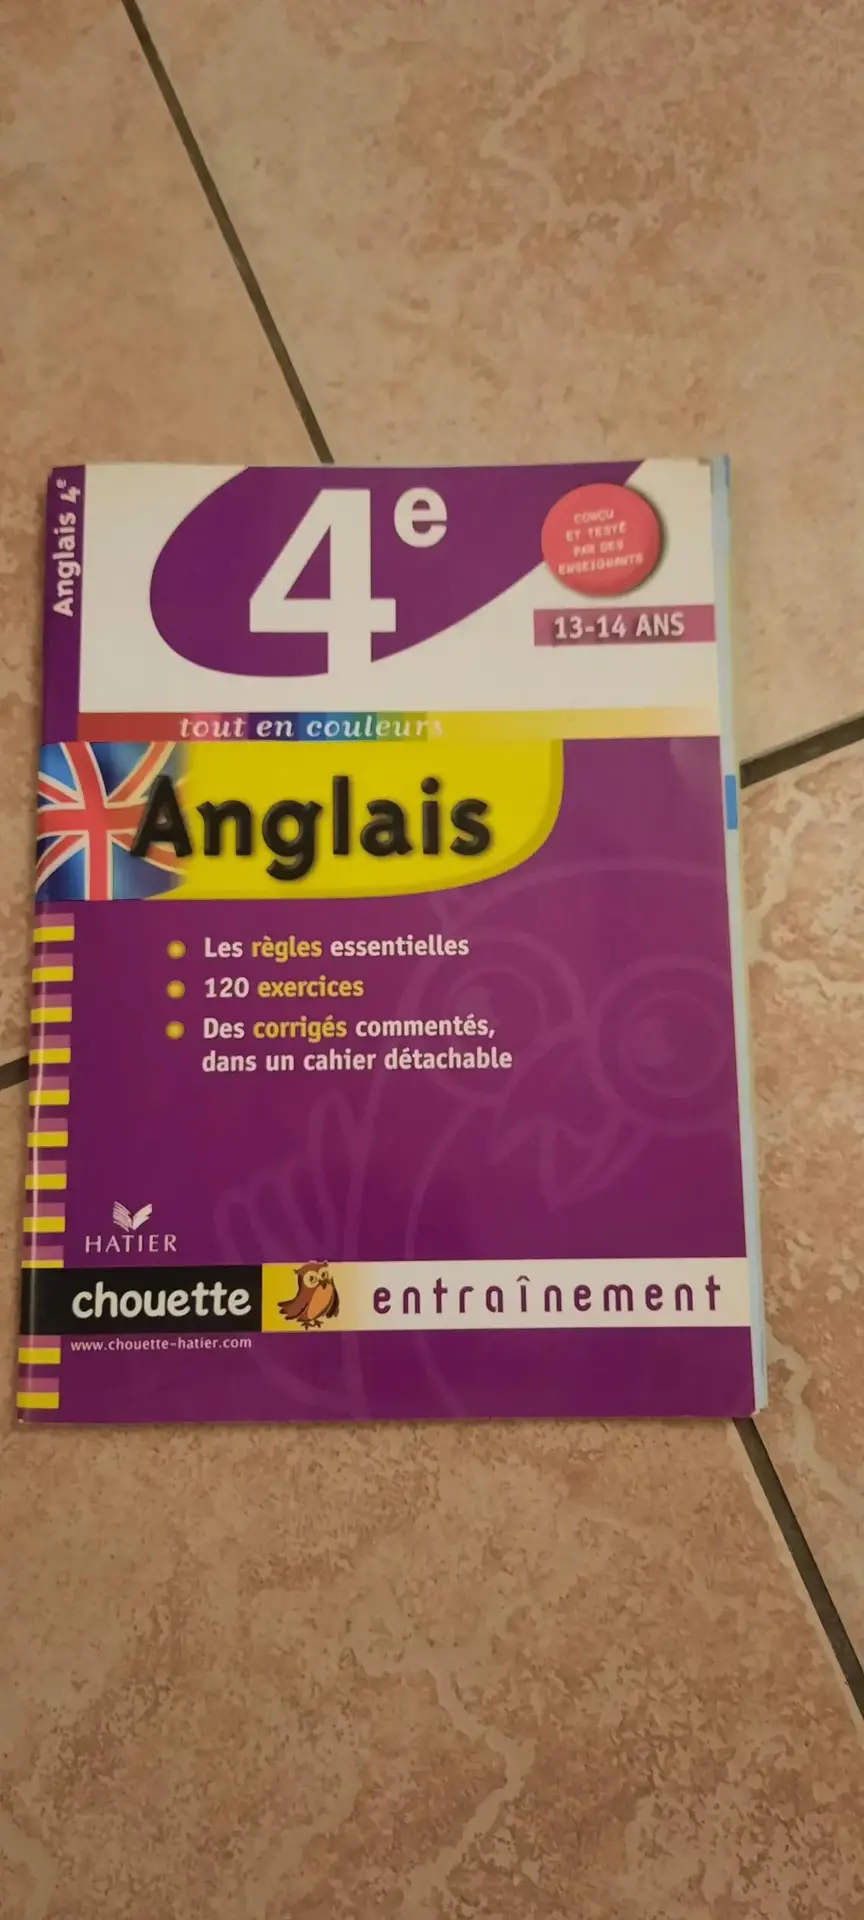 Anglais 4e
4e
CONÇU
ET TESTÉ
PAR DES
ENSEIGNANTS
13-14 ANS
tout en couleurs
Anglais
Les règles essentielles
120 exercices
Des corrigés commentés,
dans un cahier détachable
HATIER
chouette entraînement
www.chouette-hatier.com